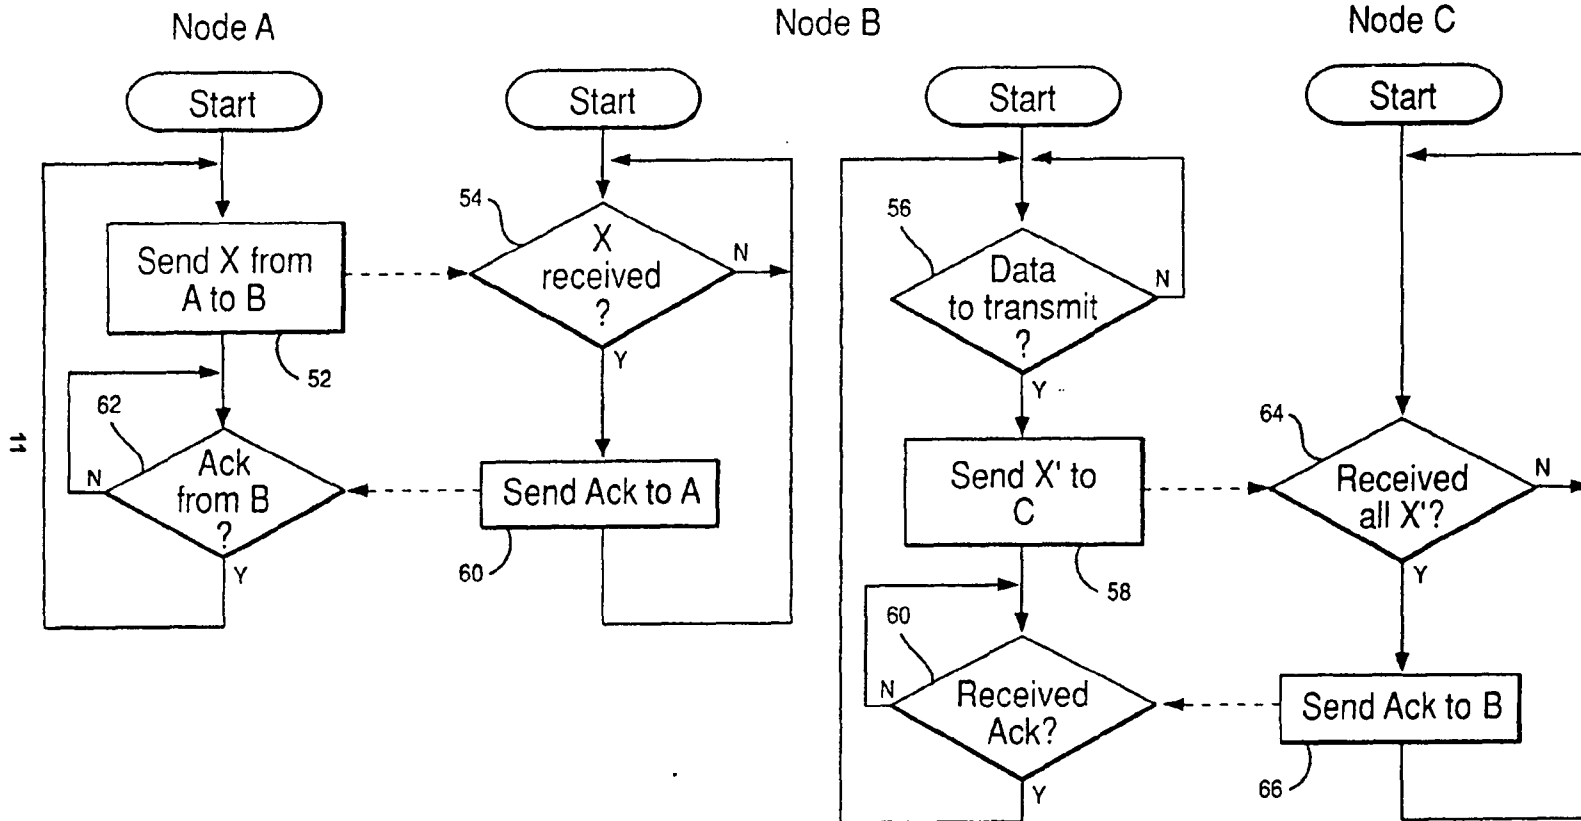 Node A
Node B
Node C
Start
Start
Start
Start
Send X from
A to B
52
54
X
received
?
N
Y
56
Data
to transmit
?
N
Y
62
Ack
from B
?
N
Y
Send Ack to A
60
Send X' to
C
58
64
Received
all X'?
N
Y
60
Received
Ack?
N
Y
Send Ack to B
66
11